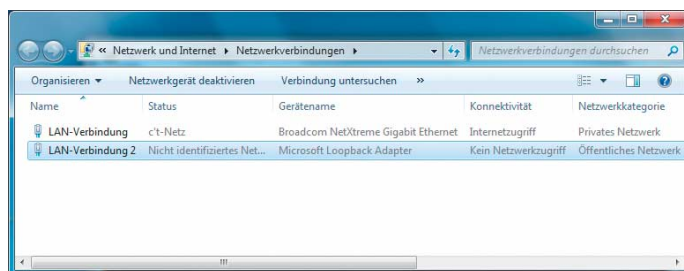 « Netzwerk und Internet Netzwerkverbindungen Netzwerkverbindungen durchsuchen
Organisieren Netzwerkgerät deaktivieren Verbindung untersuchen »
Name Status Gerätename Konnektivität Netzwerkkategorie
LAN-Verbindung c't-Netz Broadcom NetXtreme Gigabit Ethernet Internetzugriff Privates Netzwerk
LAN-Verbindung 2 Nicht identifiziertes Net... Microsoft Loopback Adapter Kein Netzwerkzugriff Öffentliches Netzwerk